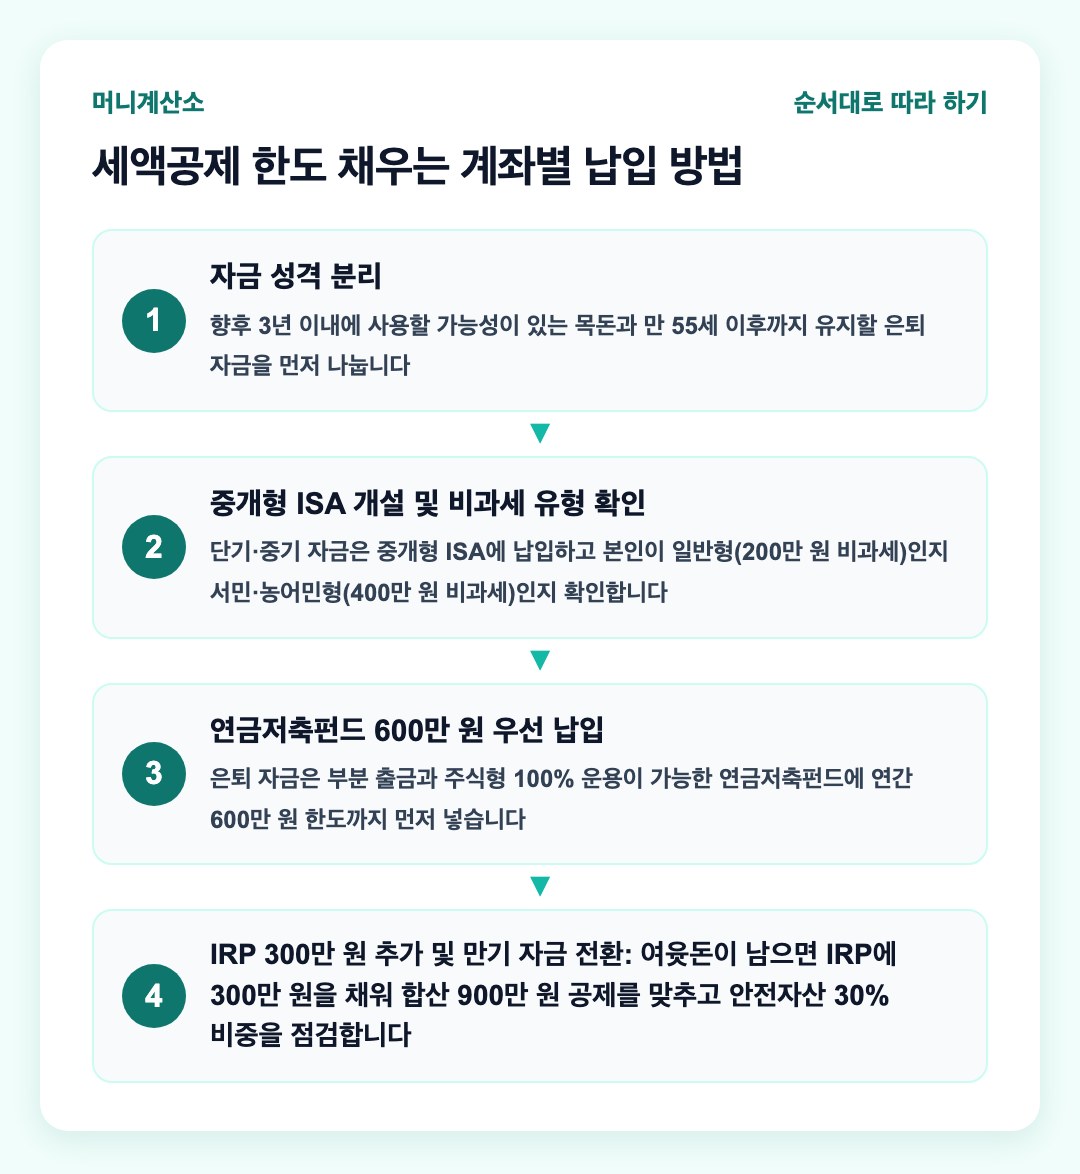 머니계산소
순서대로 따라 하기
세액공제 한도 채우는 계좌별 납입 방법
1
자금 성격 분리
향후 3년 이내에 사용할 가능성이 있는 목돈과 만 55세 이후까지 유지할 은퇴
자금을 먼저 나눕니다
▼
2
중개형 ISA 개설 및 비과세 유형 확인
단기·중기 자금은 중개형 ISA에 납입하고 본인이 일반형(200만 원 비과세)인지
서민·농어민형(400만 원 비과세)인지 확인합니다
▼
3
연금저축펀드 600만 원 우선 납입
은퇴 자금은 부분 출금과 주식형 100% 운용이 가능한 연금저축펀드에 연간
600만 원 한도까지 먼저 넣습니다
▼
4
IRP 300만 원 추가 및 만기 자금 전환: 여윳돈이 남으면 IRP에
300만 원을 채워 합산 900만 원 공제를 맞추고 안전자산 30%
비중을 점검합니다